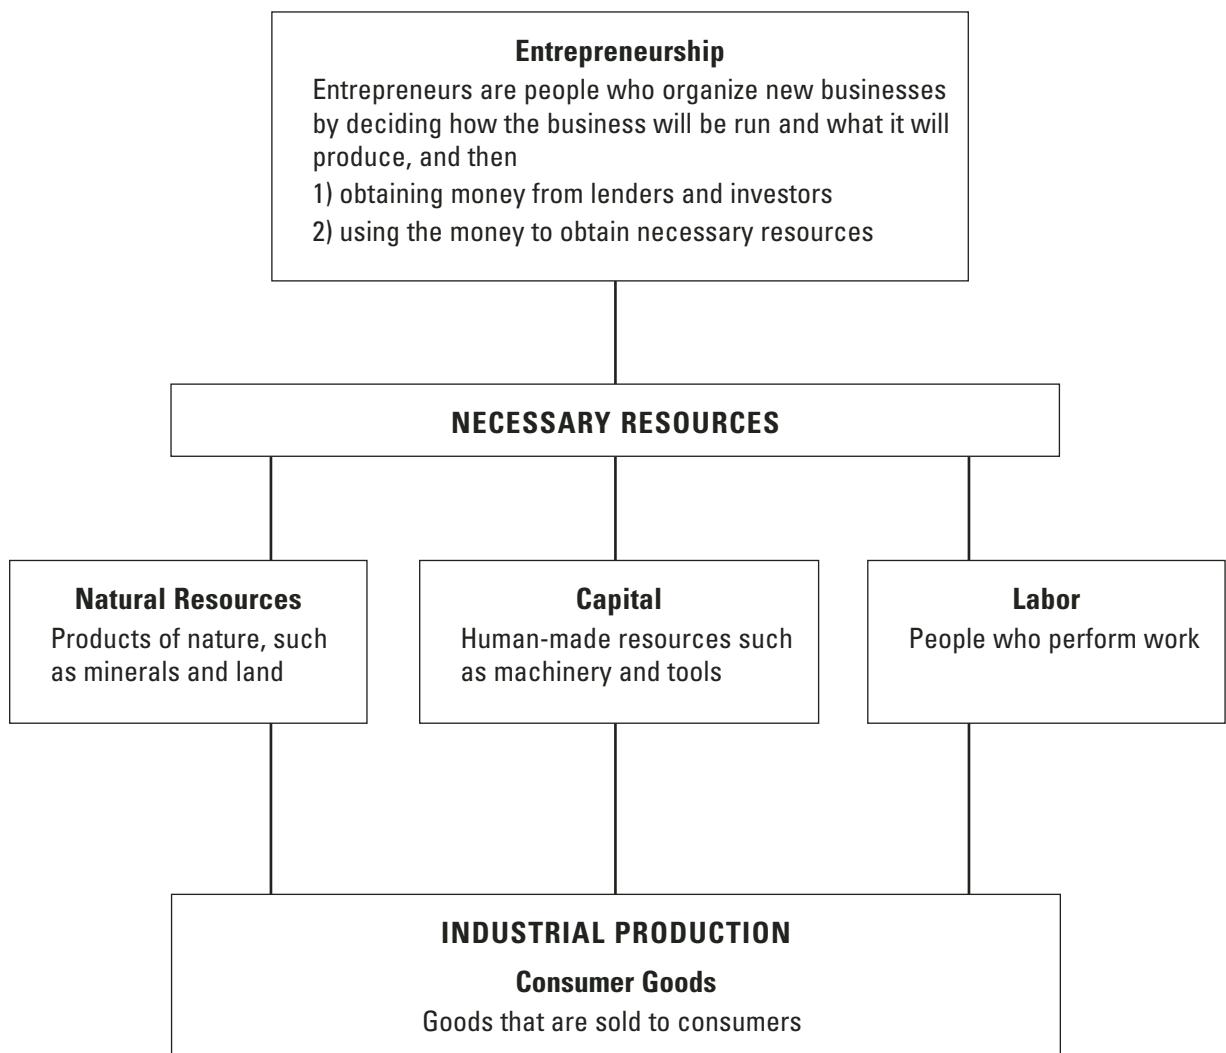 Entrepreneurship
Entrepreneurs are people who organize new businesses
by deciding how the business will be run and what it will
produce, and then
1) obtaining money from lenders and investors
2) using the money to obtain necessary resources
NECESSARY RESOURCES
Natural Resources
Products of nature, such
as minerals and land
Capital
Human-made resources such
as machinery and tools
Labor
People who perform work
INDUSTRIAL PRODUCTION
Consumer Goods
Goods that are sold to consumers